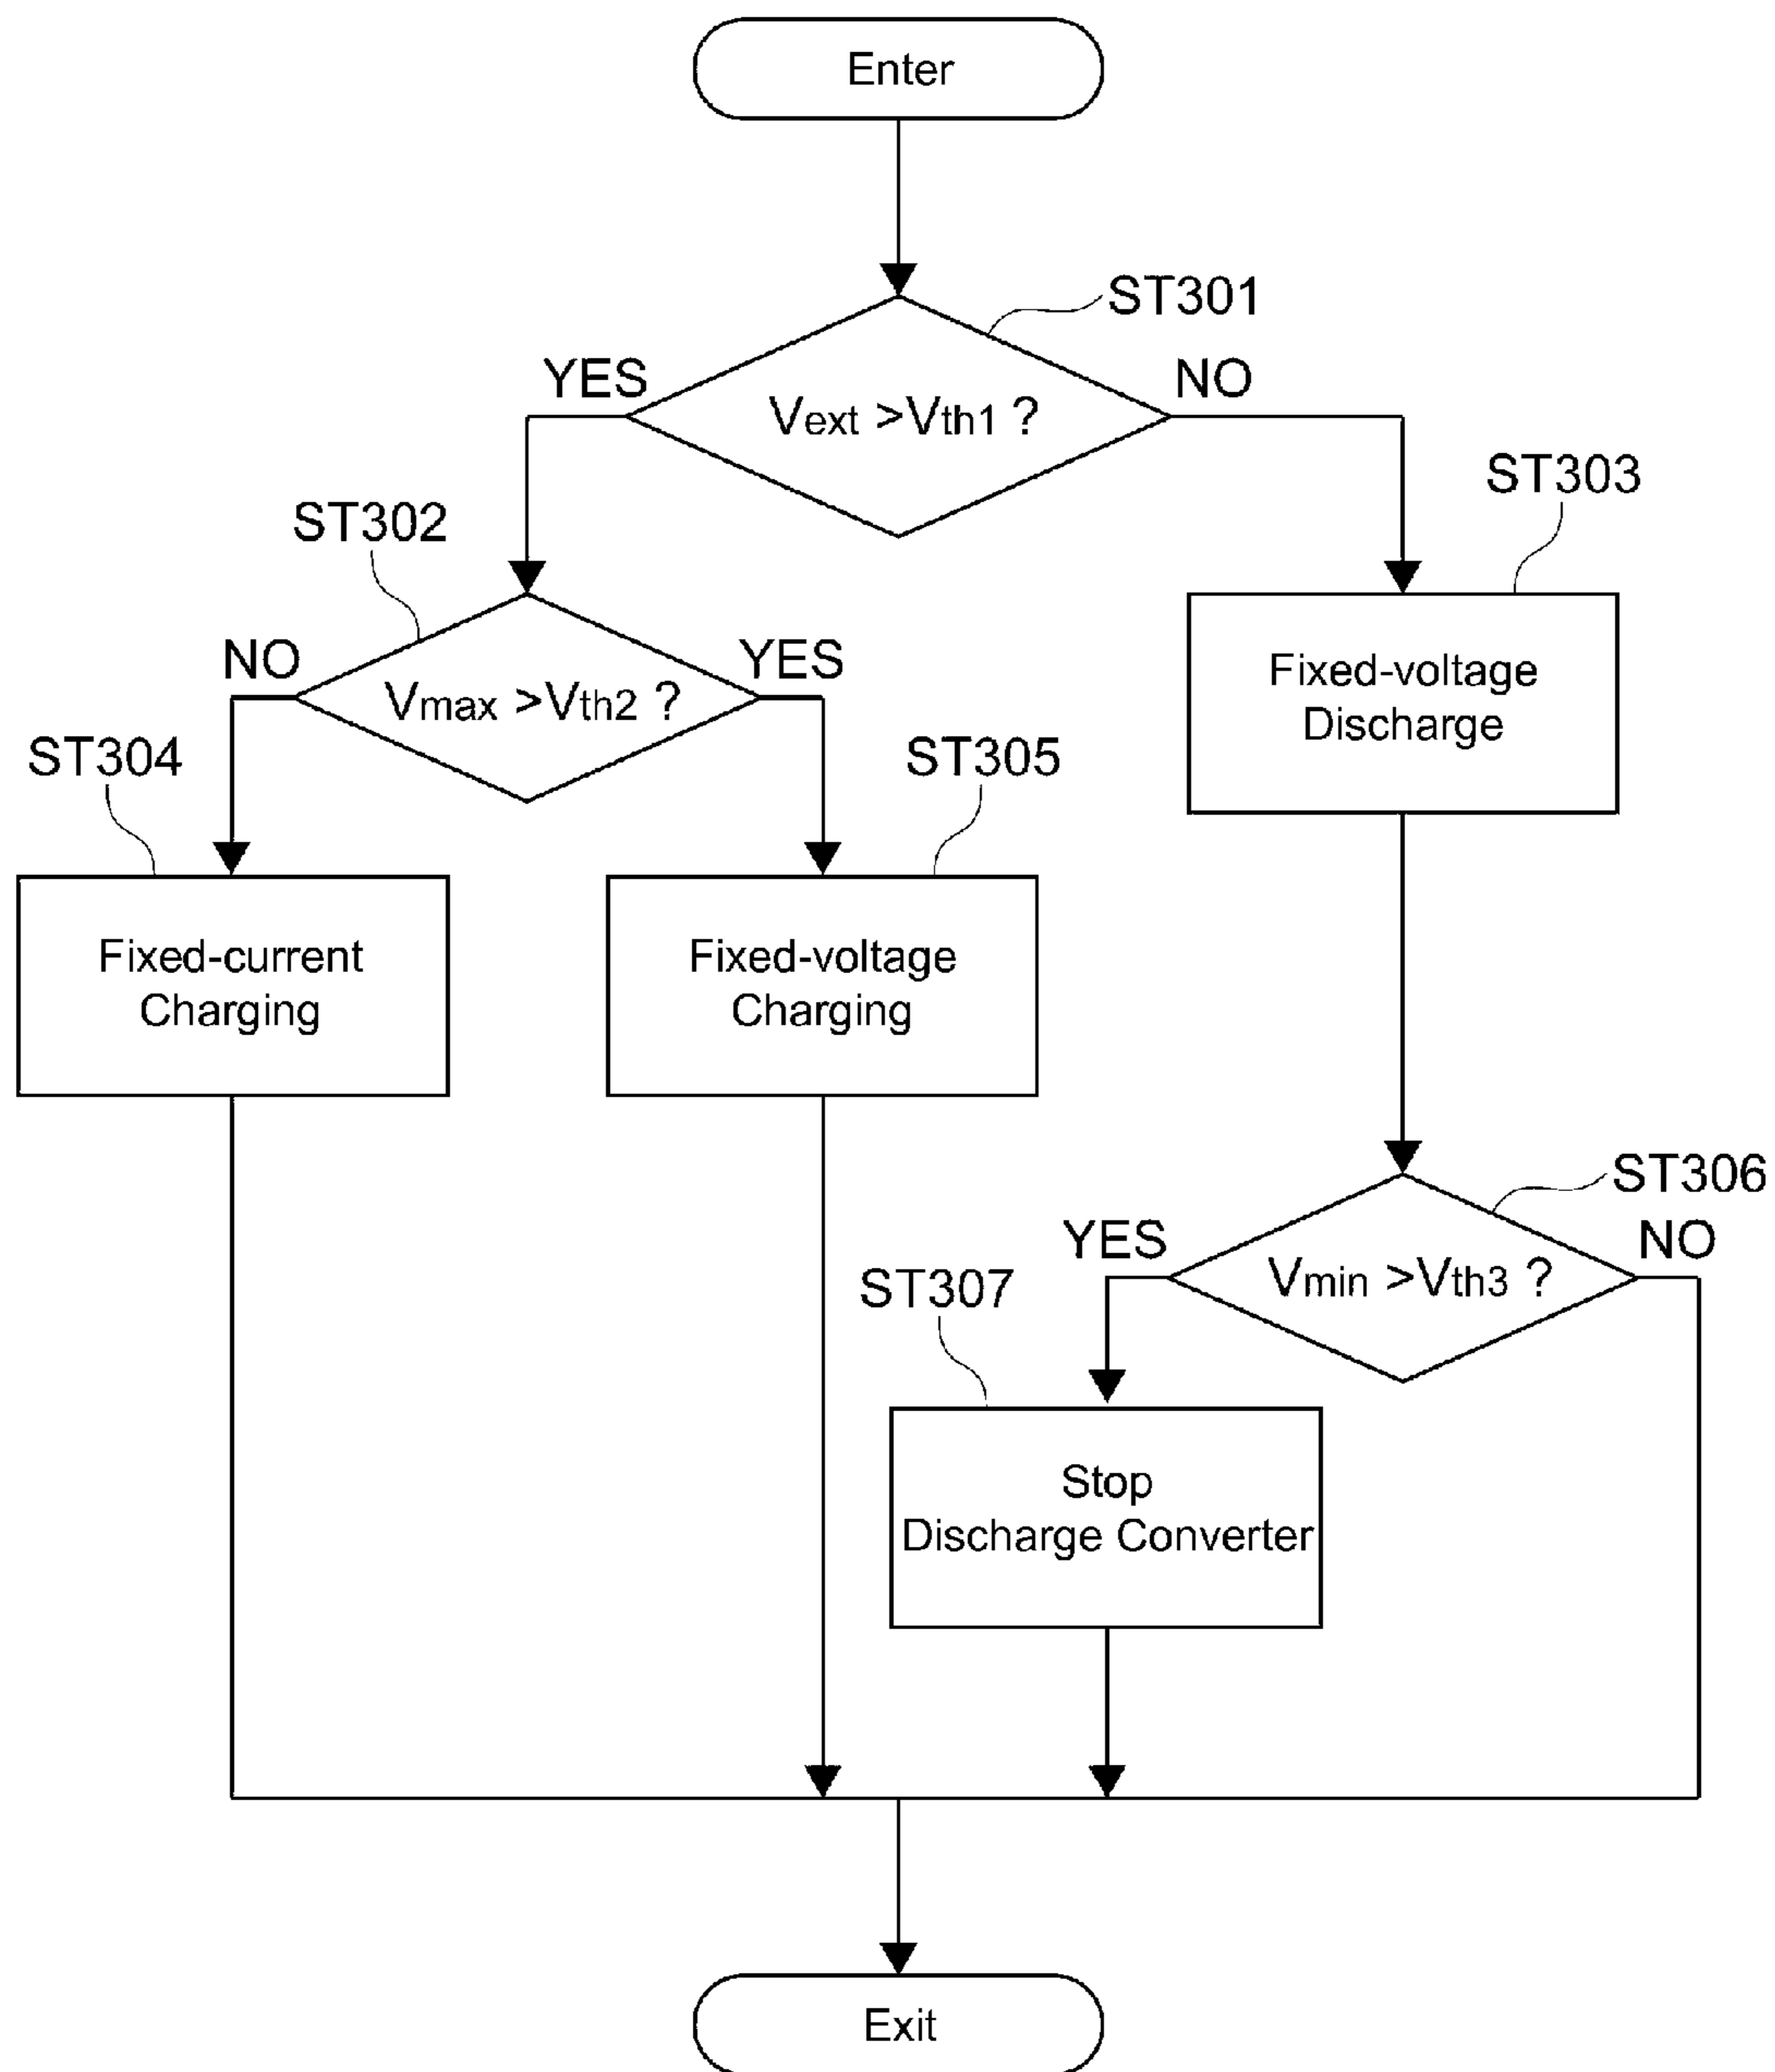 Enter
ST301
YES
NO
Vext >Vth1 ?
ST303
ST302
NO
YES
Fixed-voltage
Discharge
Vmax >Vth2 ?
ST304
ST305
Fixed-current
Charging
Fixed-voltage
Charging
ST306
YES
NO
Vmin >Vth3 ?
ST307
Stop
Discharge Converter
Exit